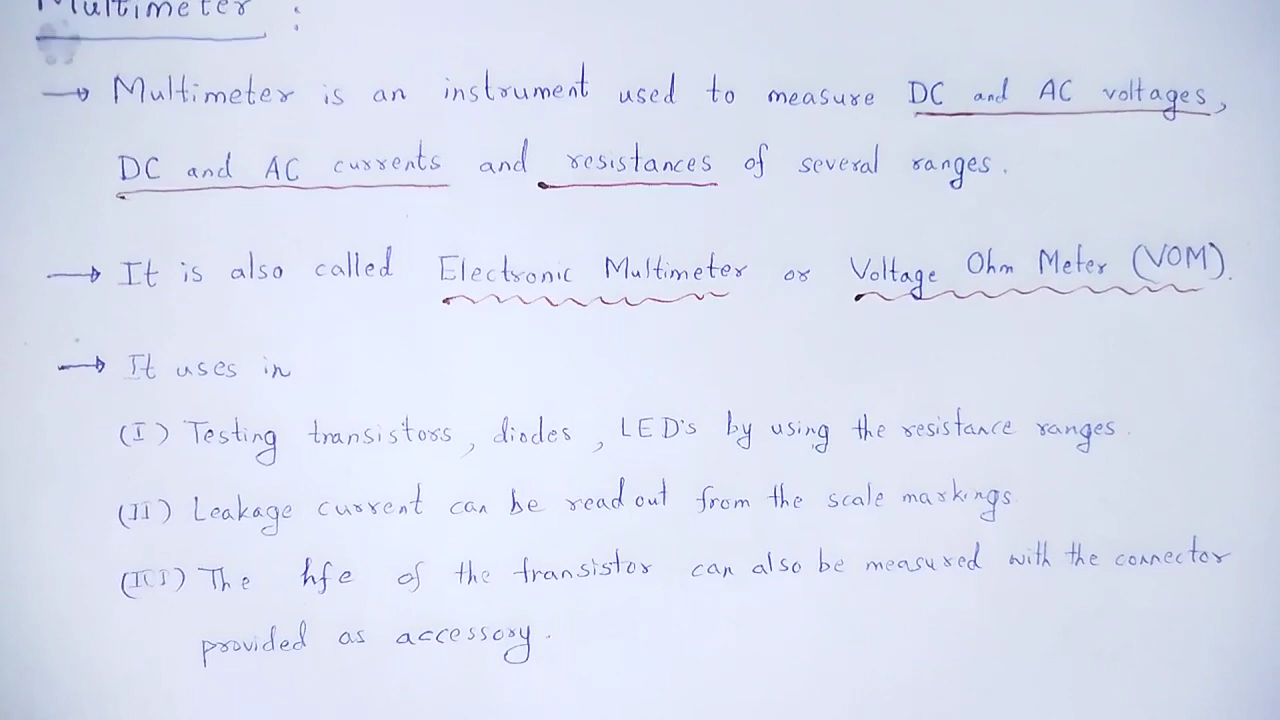 Multimeter :
→ Multimeter is an instrument used to measure DC and AC voltages,
DC and AC currents and resistances of several ranges.
→ It is also called Electronic Multimeter or Voltage Ohm Meter (VOM).
→ It uses in
(I) Testing transistors, diodes, LED's by using the resistance ranges.
(II) Leakage current can be read out from the scale markings.
(III) The hfe of the transistor can also be measured with the connector
provided as accessory.